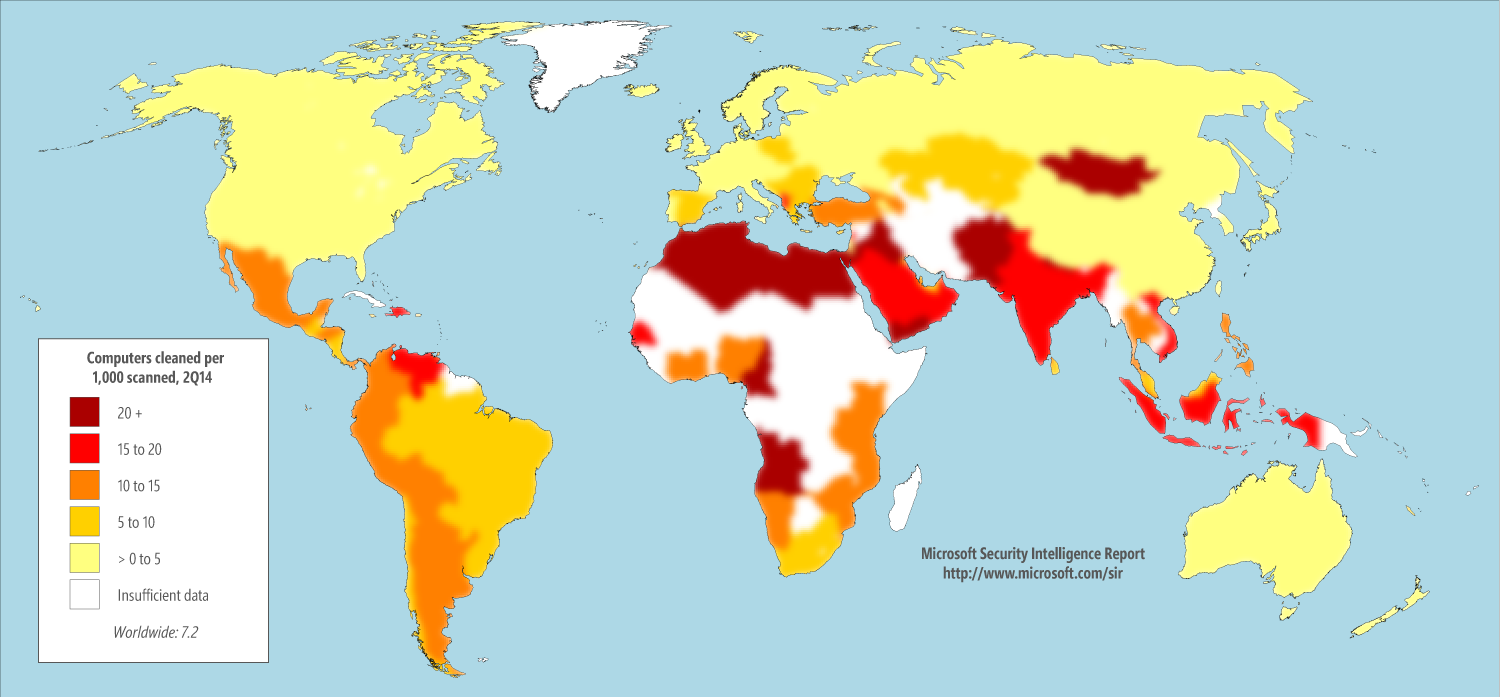 Computers cleaned per
1,000 scanned, 2Q14
20 +
15 to 20
10 to 15
5 to 10
> 0 to 5
Insufficient data
Worldwide: 7.2
Microsoft Security Intelligence Report
http://www.microsoft.com/sir